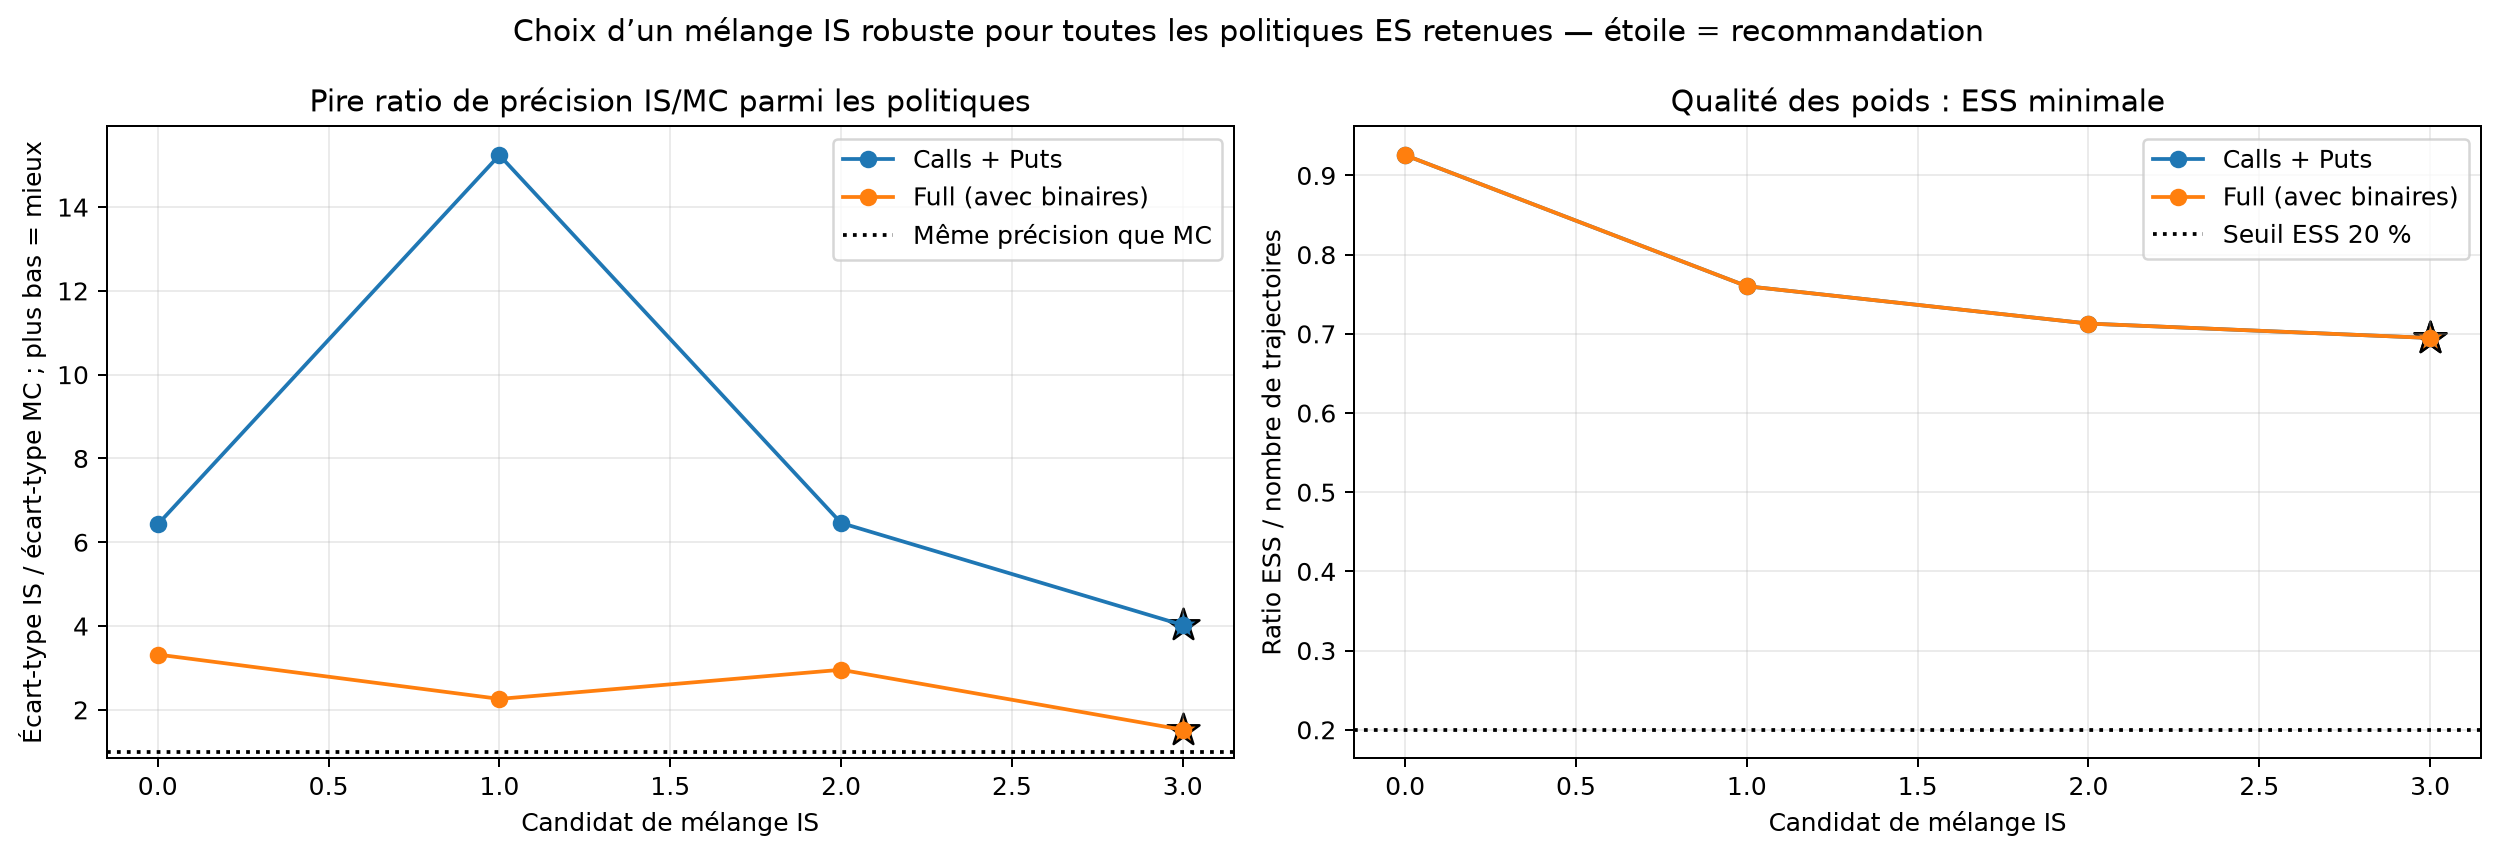 Choix d’un mélange IS robuste pour toutes les politiques ES retenues — étoile = recommandation
Pire ratio de précision IS/MC parmi les politiques
Écart-type IS / écart-type MC ; plus bas = mieux
14
12
10
8
6
4
2
Calls + Puts
Full (avec binaires)
Même précision que MC
0.0 0.5 1.0 1.5 2.0 2.5 3.0
Candidat de mélange IS
Qualité des poids : ESS minimale
Ratio ESS / nombre de trajectoires
0.9
0.8
0.7
0.6
0.5
0.4
0.3
0.2
Calls + Puts
Full (avec binaires)
Seuil ESS 20 %
0.0 0.5 1.0 1.5 2.0 2.5 3.0
Candidat de mélange IS